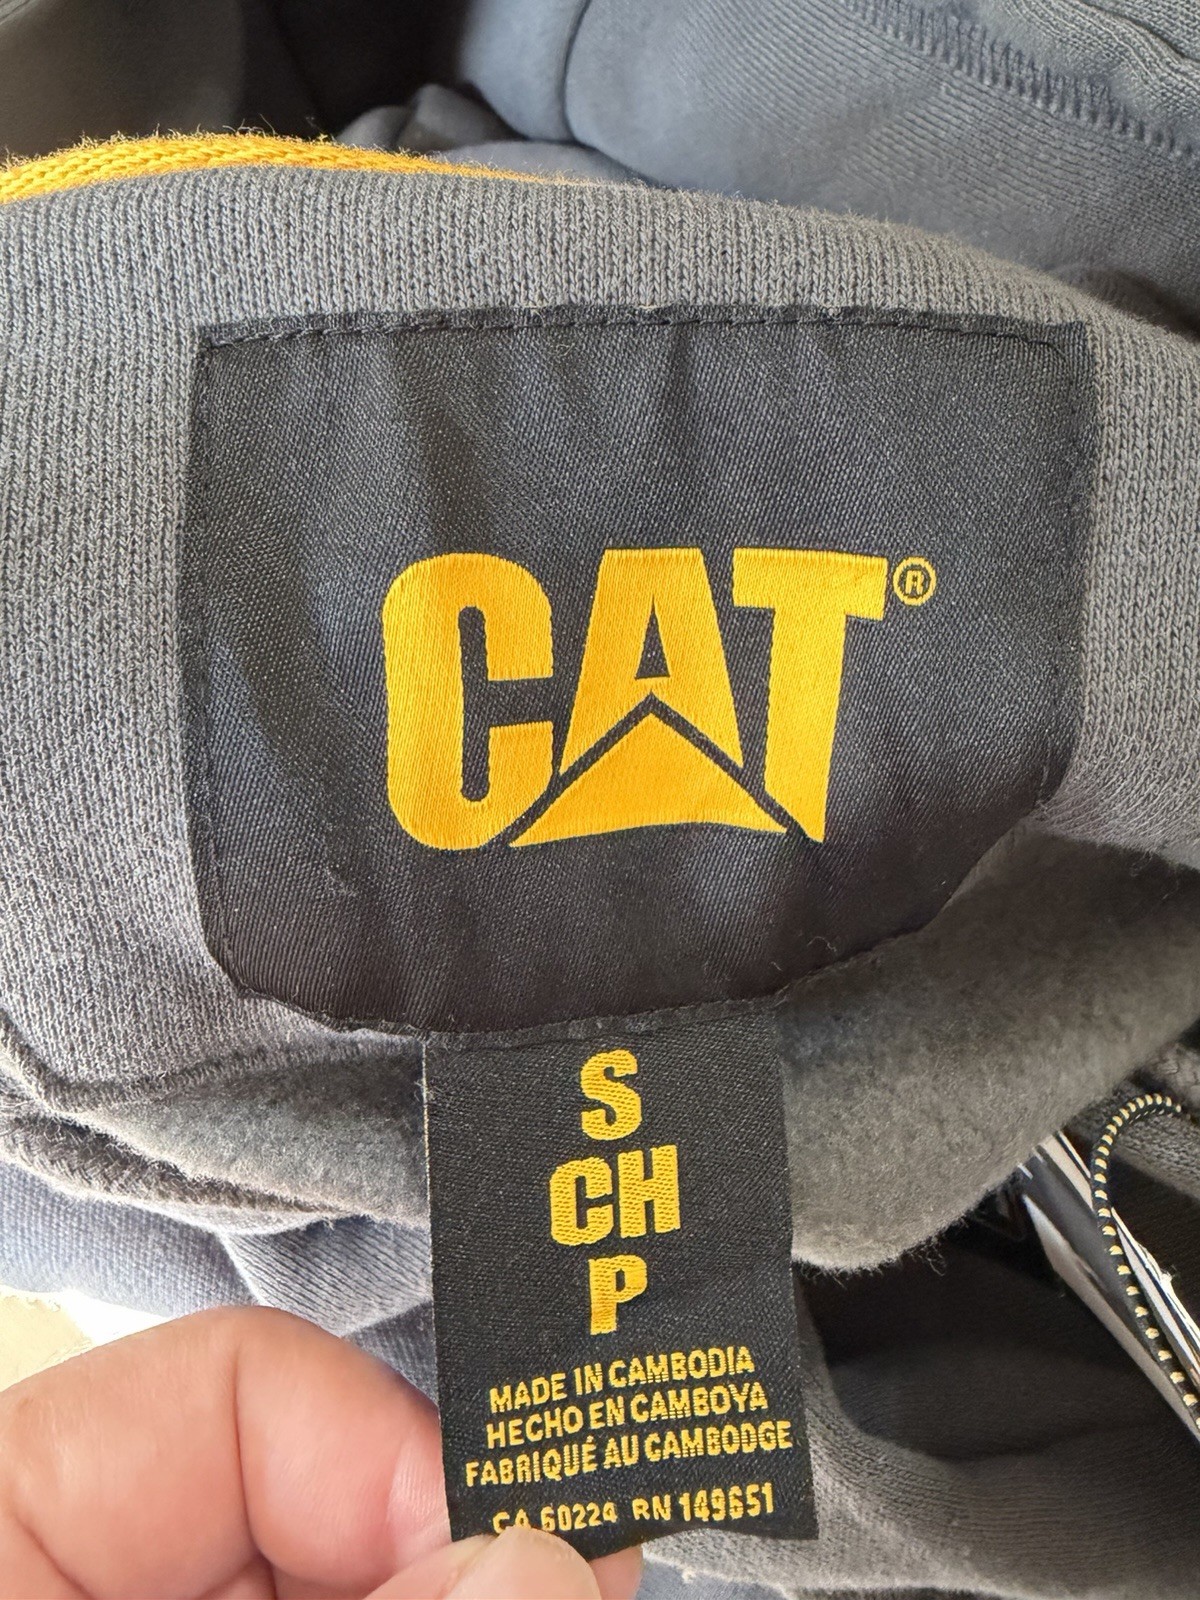 CAT®
S
CH
P
MADE IN CAMBODIA
HECHO EN CAMBOYA
FABRIQUÉ AU CAMBODGE
CA 60224 RN 149651